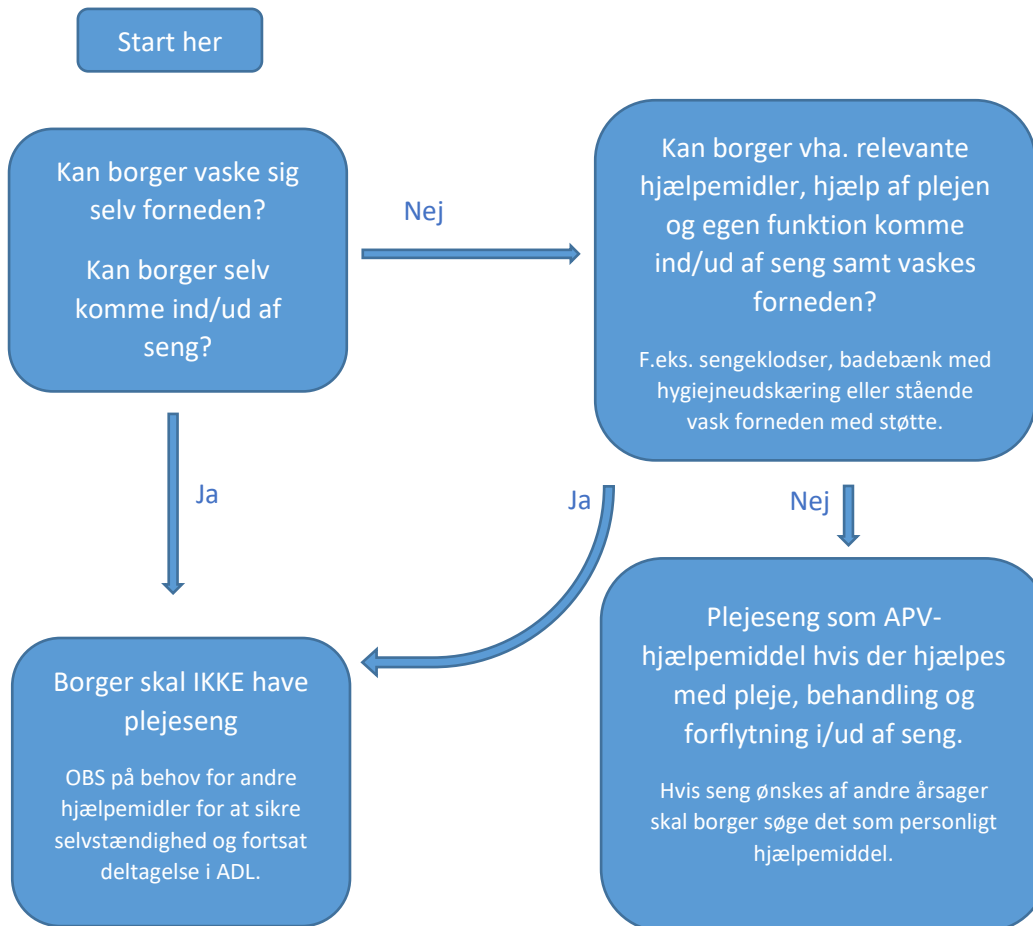 Start her
Kan borger vaske sig
selv forneden?
Kan borger selv
komme ind/ud af
seng?
Nej
Kan borger vha. relevante
hjælpemidler, hjælp af plejen
og egen funktion komme
ind/ud af seng samt vaskes
forneden?
F.eks. sengeklodser, badebænk med
hygiejneudskæring eller stående
vask forneden med støtte.
Ja
Ja
Nej
Borger skal IKKE have
plejeseng
OBS på behov for andre
hjælpemidler for at sikre
selvstændighed og fortsat
deltagelse i ADL.
Plejeseng som APV-
hjælpemiddel hvis der hjælpes
med pleje, behandling og
forflytning i/ud af seng.
Hvis seng ønskes af andre årsager
skal borger søge det som personligt
hjælpemiddel.